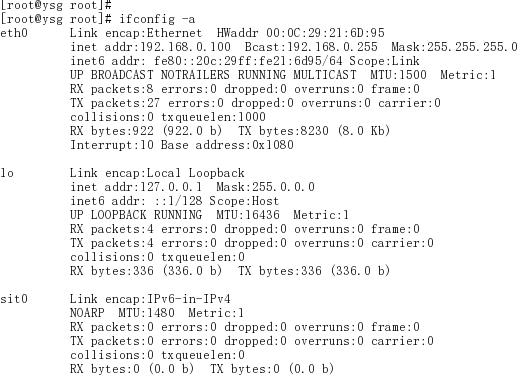 [root@ysg root]#
[root@ysg root]# ifconfig -a
eth0      Link encap:Ethernet  HWaddr 00:0C:29:21:6D:95
          inet addr:192.168.0.100  Bcast:192.168.0.255  Mask:255.255.255.0
          inet6 addr: fe80::20c:29ff:fe21:6d95/64 Scope:Link
          UP BROADCAST NOTRAILERS RUNNING MULTICAST  MTU:1500  Metric:1
          RX packets:8 errors:0 dropped:0 overruns:0 frame:0
          TX packets:27 errors:0 dropped:0 overruns:0 carrier:0
          collisions:0 txqueuelen:1000
          RX bytes:922 (922.0 b)  TX bytes:8230 (8.0 Kb)
          Interrupt:10 Base address:0x1080
lo        Link encap:Local Loopback
          inet addr:127.0.0.1  Mask:255.0.0.0
          inet6 addr: ::1/128 Scope:Host
          UP LOOPBACK RUNNING  MTU:16436  Metric:1
          RX packets:4 errors:0 dropped:0 overruns:0 frame:0
          TX packets:4 errors:0 dropped:0 overruns:0 carrier:0
          collisions:0 txqueuelen:0
          RX bytes:336 (336.0 b)  TX bytes:336 (336.0 b)
sit0      Link encap:IPv6-in-IPv4
          NOARP  MTU:1480  Metric:1
          RX packets:0 errors:0 dropped:0 overruns:0 frame:0
          TX packets:0 errors:0 dropped:0 overruns:0 carrier:0
          collisions:0 txqueuelen:0
          RX bytes:0 (0.0 b)  TX bytes:0 (0.0 b)